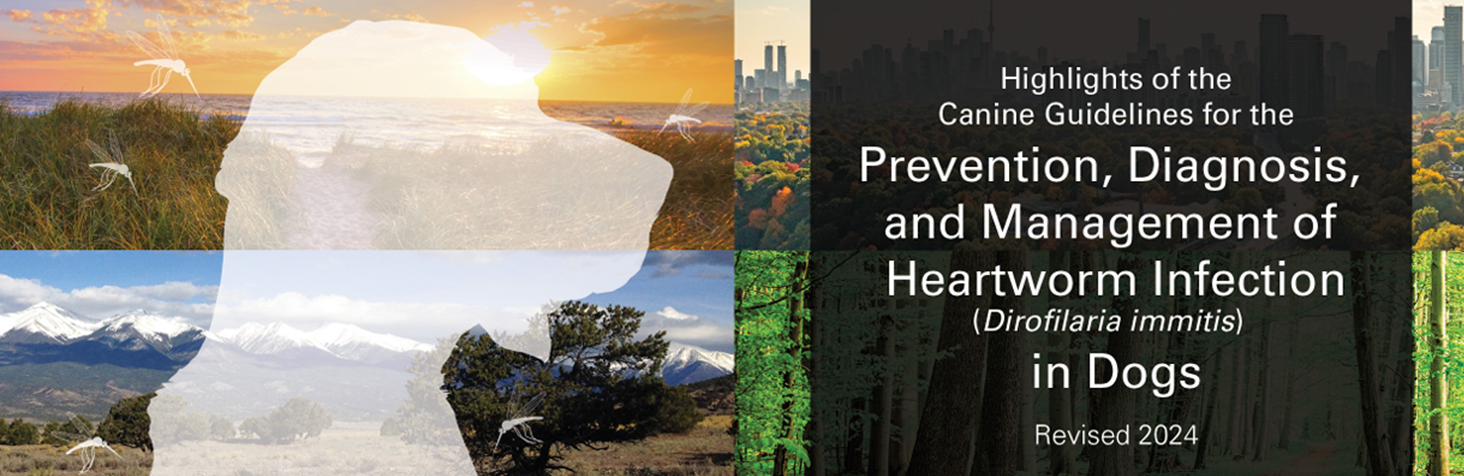 Highlights of the
Canine Guidelines for the
Prevention, Diagnosis,
and Management of
Heartworm Infection
(Dirofilaria immitis)
in Dogs
Revised 2024